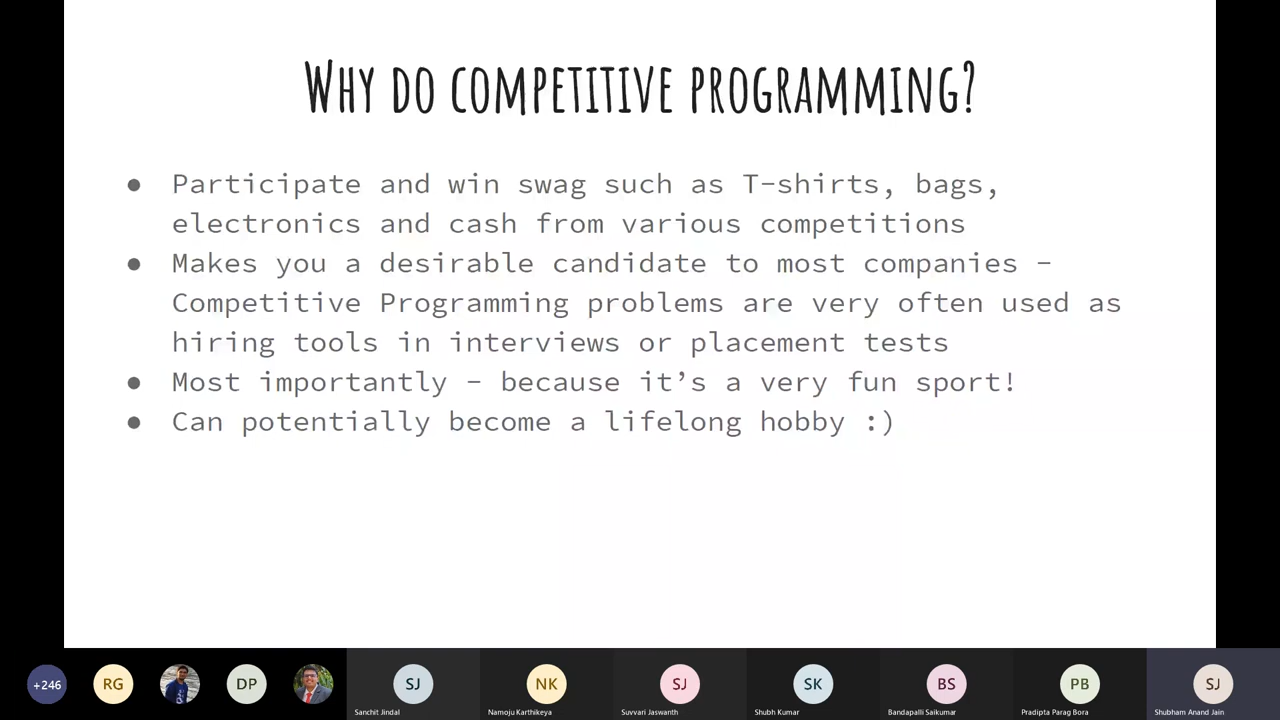 Why do competitive programming?
● Participate and win swag such as T-shirts, bags,
electronics and cash from various competitions
● Makes you a desirable candidate to most companies -
Competitive Programming problems are very often used as
hiring tools in interviews or placement tests
● Most importantly - because it's a very fun sport!
● Can potentially become a lifelong hobby :)
+246
RG
DP
SJ
Sanchit Jindal
NK
Namoju Karthikeya
SJ
Suvvari Jaswanth
SK
Shubh Kumar
BS
Bandapalli Saikumar
PB
Pradipta Parag Bora
SJ
Shubham Anand Jain